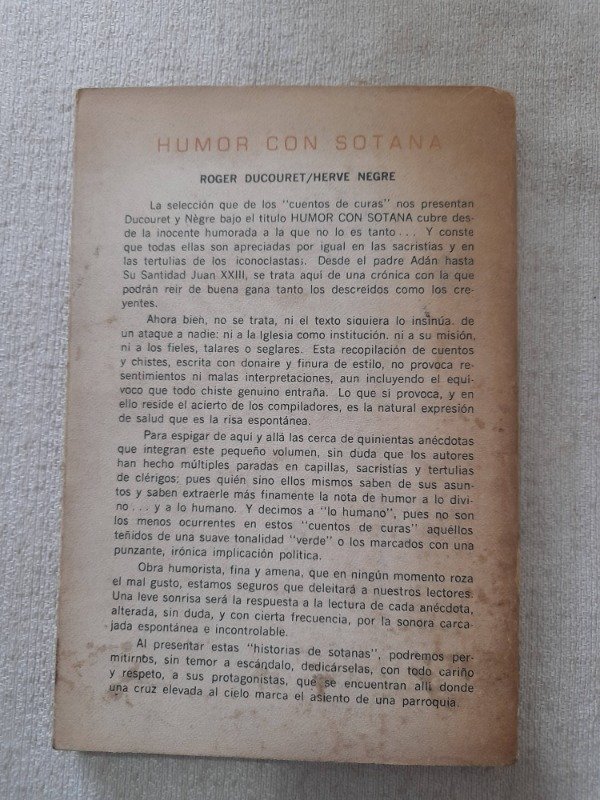 HUMOR CON SOTANA
ROGER DUCOURET/HERVE NEGRE
La selección que de los "cuentos de curas" nos presentan
Ducouret y Nègre bajo el título HUMOR CON SOTANA cubre des-
de la inocente humorada a la que no lo es tanto... Y conste
que todas ellas son apreciadas por igual en las sacristías y en
las tertulias de los iconoclastas. Desde el padre Adán hasta
Su Santidad Juan XXIII, se trata aquí de una crónica con la que
podrán reir de buena gana tanto los descreídos como los cre-
yentes.
Ahora bien, no se trata, ni el texto siquiera lo insinúa, de
un ataque a nadie: ni a la Iglesia como institución, ni a su misión,
ni a los fieles, talares o seglares. Esta recopilación de cuentos
y chistes, escrita con donaire y finura de estilo, no provoca re-
sentimientos ni malas interpretaciones, aun incluyendo el equí-
voco que todo chiste genuino entraña. Lo que sí provoca, y en
ello reside el acierto de los compiladores, es la natural expresión
de salud que es la risa espontánea.
Para espigar de aquí y allá las cerca de quinientas anécdotas
que integran este pequeño volumen, sin duda que los autores
han hecho múltiples paradas en capillas, sacristías y tertulias
de clérigos; pues quién sino ellos mismos saben de sus asun-
tos y saben extraerle más finamente la nota de humor a lo divi-
no... y a lo humano. Y decimos a "lo humano", pues no son
los menos ocurrentes en estos "cuentos de curas" aquellos
teñidos de una suave tonalidad "verde" o los marcados con una
punzante, irónica implicación política.
Obra humorista, fina y amena, que en ningún momento roza
el mal gusto, estamos seguros que deleitará a nuestros lectores.
Una leve sonrisa será la respuesta a la lectura de cada anécdota,
alterada, sin duda, y con cierta frecuencia, por la sonora carca-
jada espontánea e incontrolable.
Al presentar estas "historias de sotanas", podremos per-
mitirnos, sin temor a escándalo, dedicárselas, con todo cariño
y respeto, a sus protagonistas, que se encuentran allí donde
una cruz elevada al cielo marca el asiento de una parroquia.